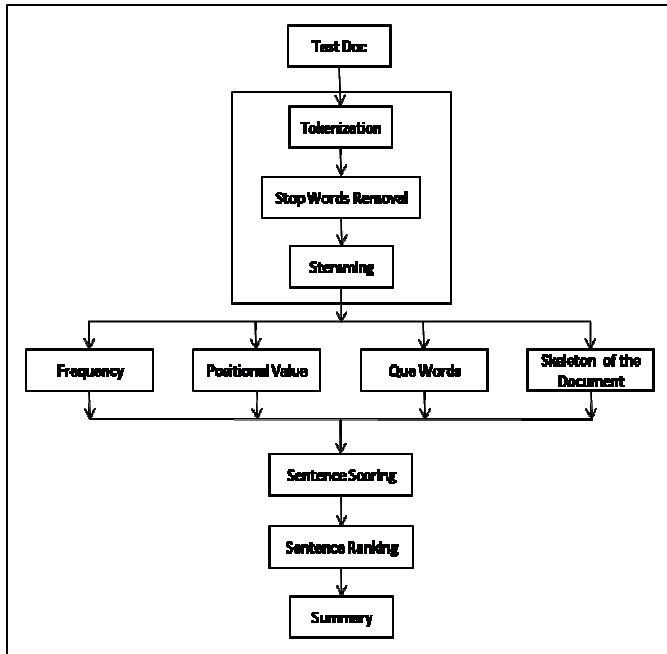 Test Doc
Tokenization
Stop Words Removal
Stemming
Frequency
Positional Value
Que Words
Skeleton of the
Document
Sentence Scoring
Sentence Ranking
Summary